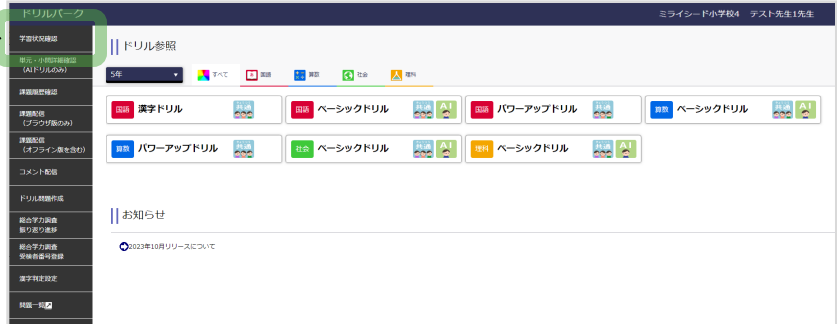 ドリルパーク
ミライシード小学校4 テスト先生1先生
学習状況確認
単元・小問詳細確認
(AIドリルのみ)
課題履歴確認
課題配信
(ブラウザ版のみ)
課題配信
(オフライン版を含む)
コメント配信
ドリル問題作成
総合学力調査
振り返り進捗
総合学力調査
受検者番号登録
漢字判定設定
問題一覧
ドリル参照
5年 すべて 国語 算数 社会 理科
国語 漢字ドリル 共通
国語 ベーシックドリル 共通 AI
国語 パワーアップドリル 共通 AI
算数 ベーシックドリル 共通 AI
算数 パワーアップドリル 共通
社会 ベーシックドリル 共通 AI
理科 ベーシックドリル 共通 AI
お知らせ
2023年10月リリースについて